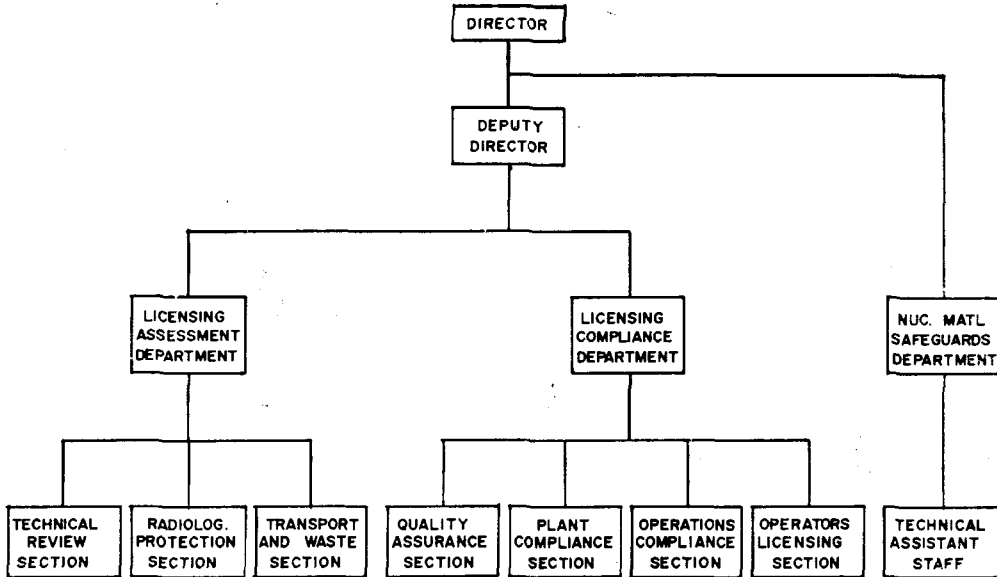 DIRECTOR
DEPUTY
DIRECTOR
LICENSING
ASSESSMENT
DEPARTMENT
LICENSING
COMPLIANCE
DEPARTMENT
NUC. MATL
SAFEGUARDS
DEPARTMENT
TECHNICAL
REVIEW
SECTION
RADIOLOG.
PROTECTION
SECTION
TRANSPORT
AND WASTE
SECTION
QUALITY
ASSURANCE
SECTION
PLANT
COMPLIANCE
SECTION
OPERATIONS
COMPLIANCE
SECTION
OPERATORS
LICENSING
SECTION
TECHNICAL
ASSISTANT
STAFF